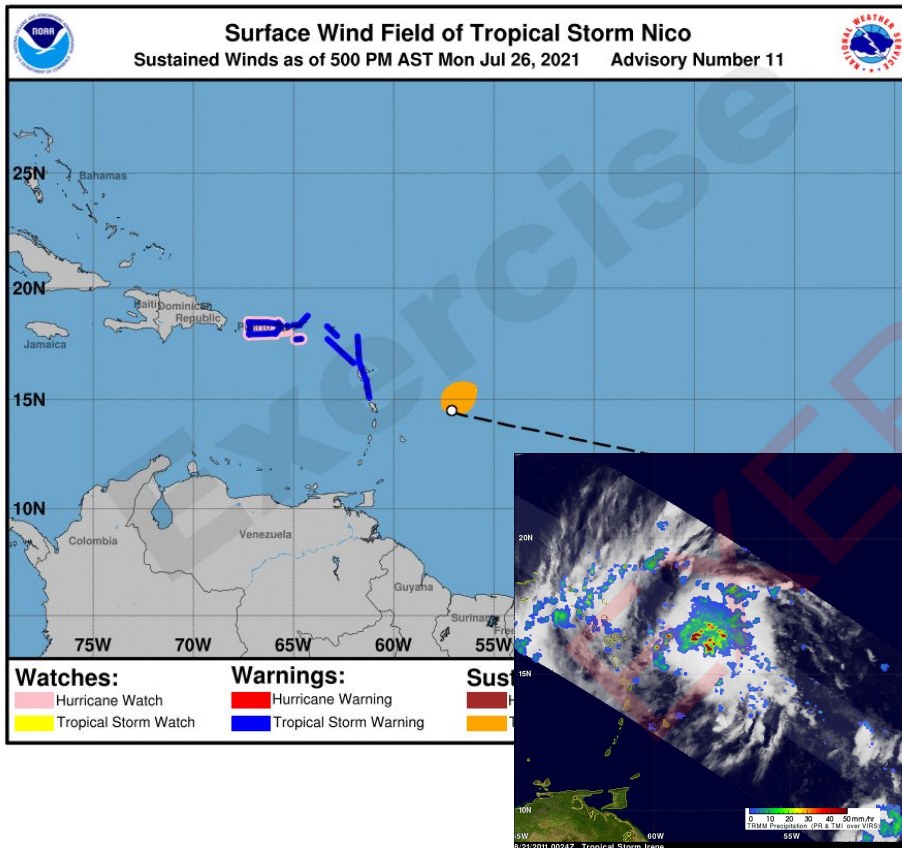 Surface Wind Field of Tropical Storm Nico
Sustained Winds as of 500 PM AST Mon Jul 26, 2021 Advisory Number 11
NOAA
NATIONAL WEATHER SERVICE
Exercise
25N
Bahamas
20N
Haiti Dominican
Republic
Jamaica
15N
10N
Colombia
Venezuela
Guyana
75W 70W 65W 60W 55W
Watches:
Hurricane Watch
Tropical Storm Watch
Warnings:
Hurricane Warning
Tropical Storm Warning
20N
15N
10N
60W 55W
0 10 20 30 40 50mm/hr
TRMM Precipitation (PR & TMI over VIRS)
8/21/2011 0024Z Tropical Storm Irene